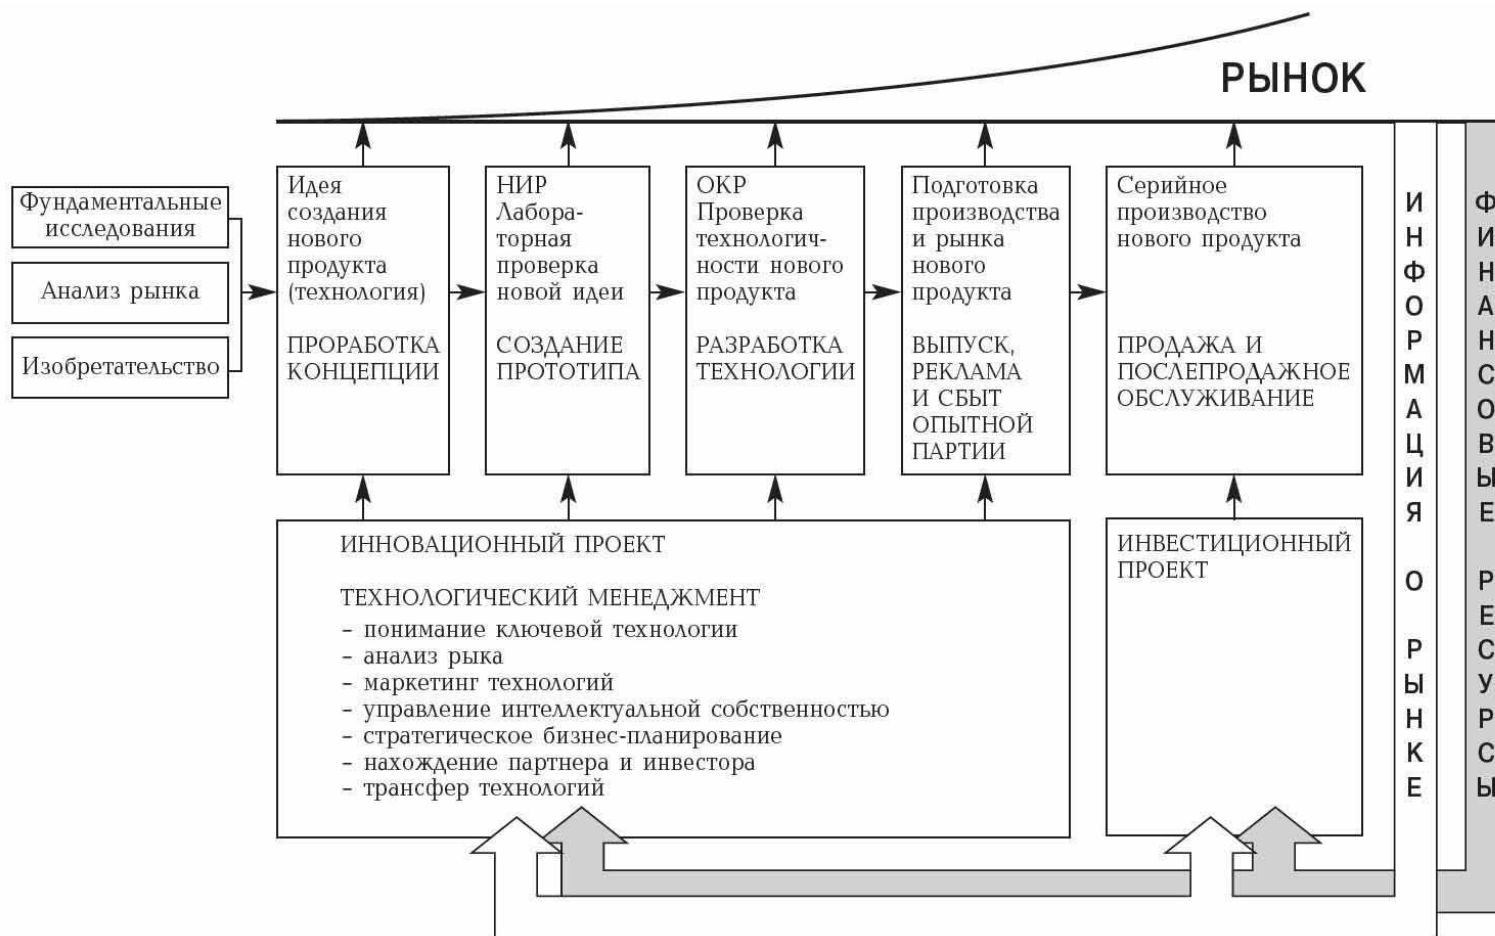 РЫНОК
Фундаментальные
исследования
Анализ рынка
Изобретательство
Идея
создания
нового
продукта
(технология)
ПРОРАБОТКА
КОНЦЕПЦИИ
НИР
Лабора-
торная
проверка
новой идеи
СОЗДАНИЕ
ПРОТОТИПА
ОКР
Проверка
технологич-
ности нового
продукта
РАЗРАБОТКА
ТЕХНОЛОГИИ
Подготовка
производства
и рынка
нового
продукта
ВЫПУСК,
РЕКЛАМА
И СБЫТ
ОПЫТНОЙ
ПАРТИИ
Серийное
производство
нового продукта
ПРОДАЖА И
ПОСЛЕПРОДАЖНОЕ
ОБСЛУЖИВАНИЕ
ИННОВАЦИОННЫЙ ПРОЕКТ
ТЕХНОЛОГИЧЕСКИЙ МЕНЕДЖМЕНТ
- понимание ключевой технологии
- анализ рыка
- маркетинг технологий
- управление интеллектуальной собственностью
- стратегическое бизнес-планирование
- нахождение партнера и инвестора
- трансфер технологий
ИНВЕСТИЦИОННЫЙ
ПРОЕКТ
ИНФОРМАЦИЯ О РЫНКЕ
ФИНАНСОВЫЕ РЕСУРСЫ